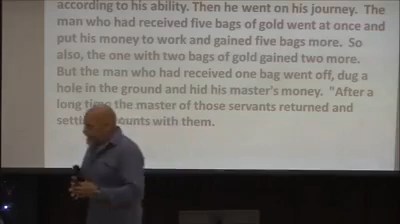 according to his ability. Then he went on his journey. The
man who had received five bags of gold went at once and
put his money to work and gained five bags more. So
also, the one with two bags of gold gained two more.
But the man who had received one bag went off, dug a
hole in the ground and hid his master's money. "After a
long time the master of those servants returned and
with them.